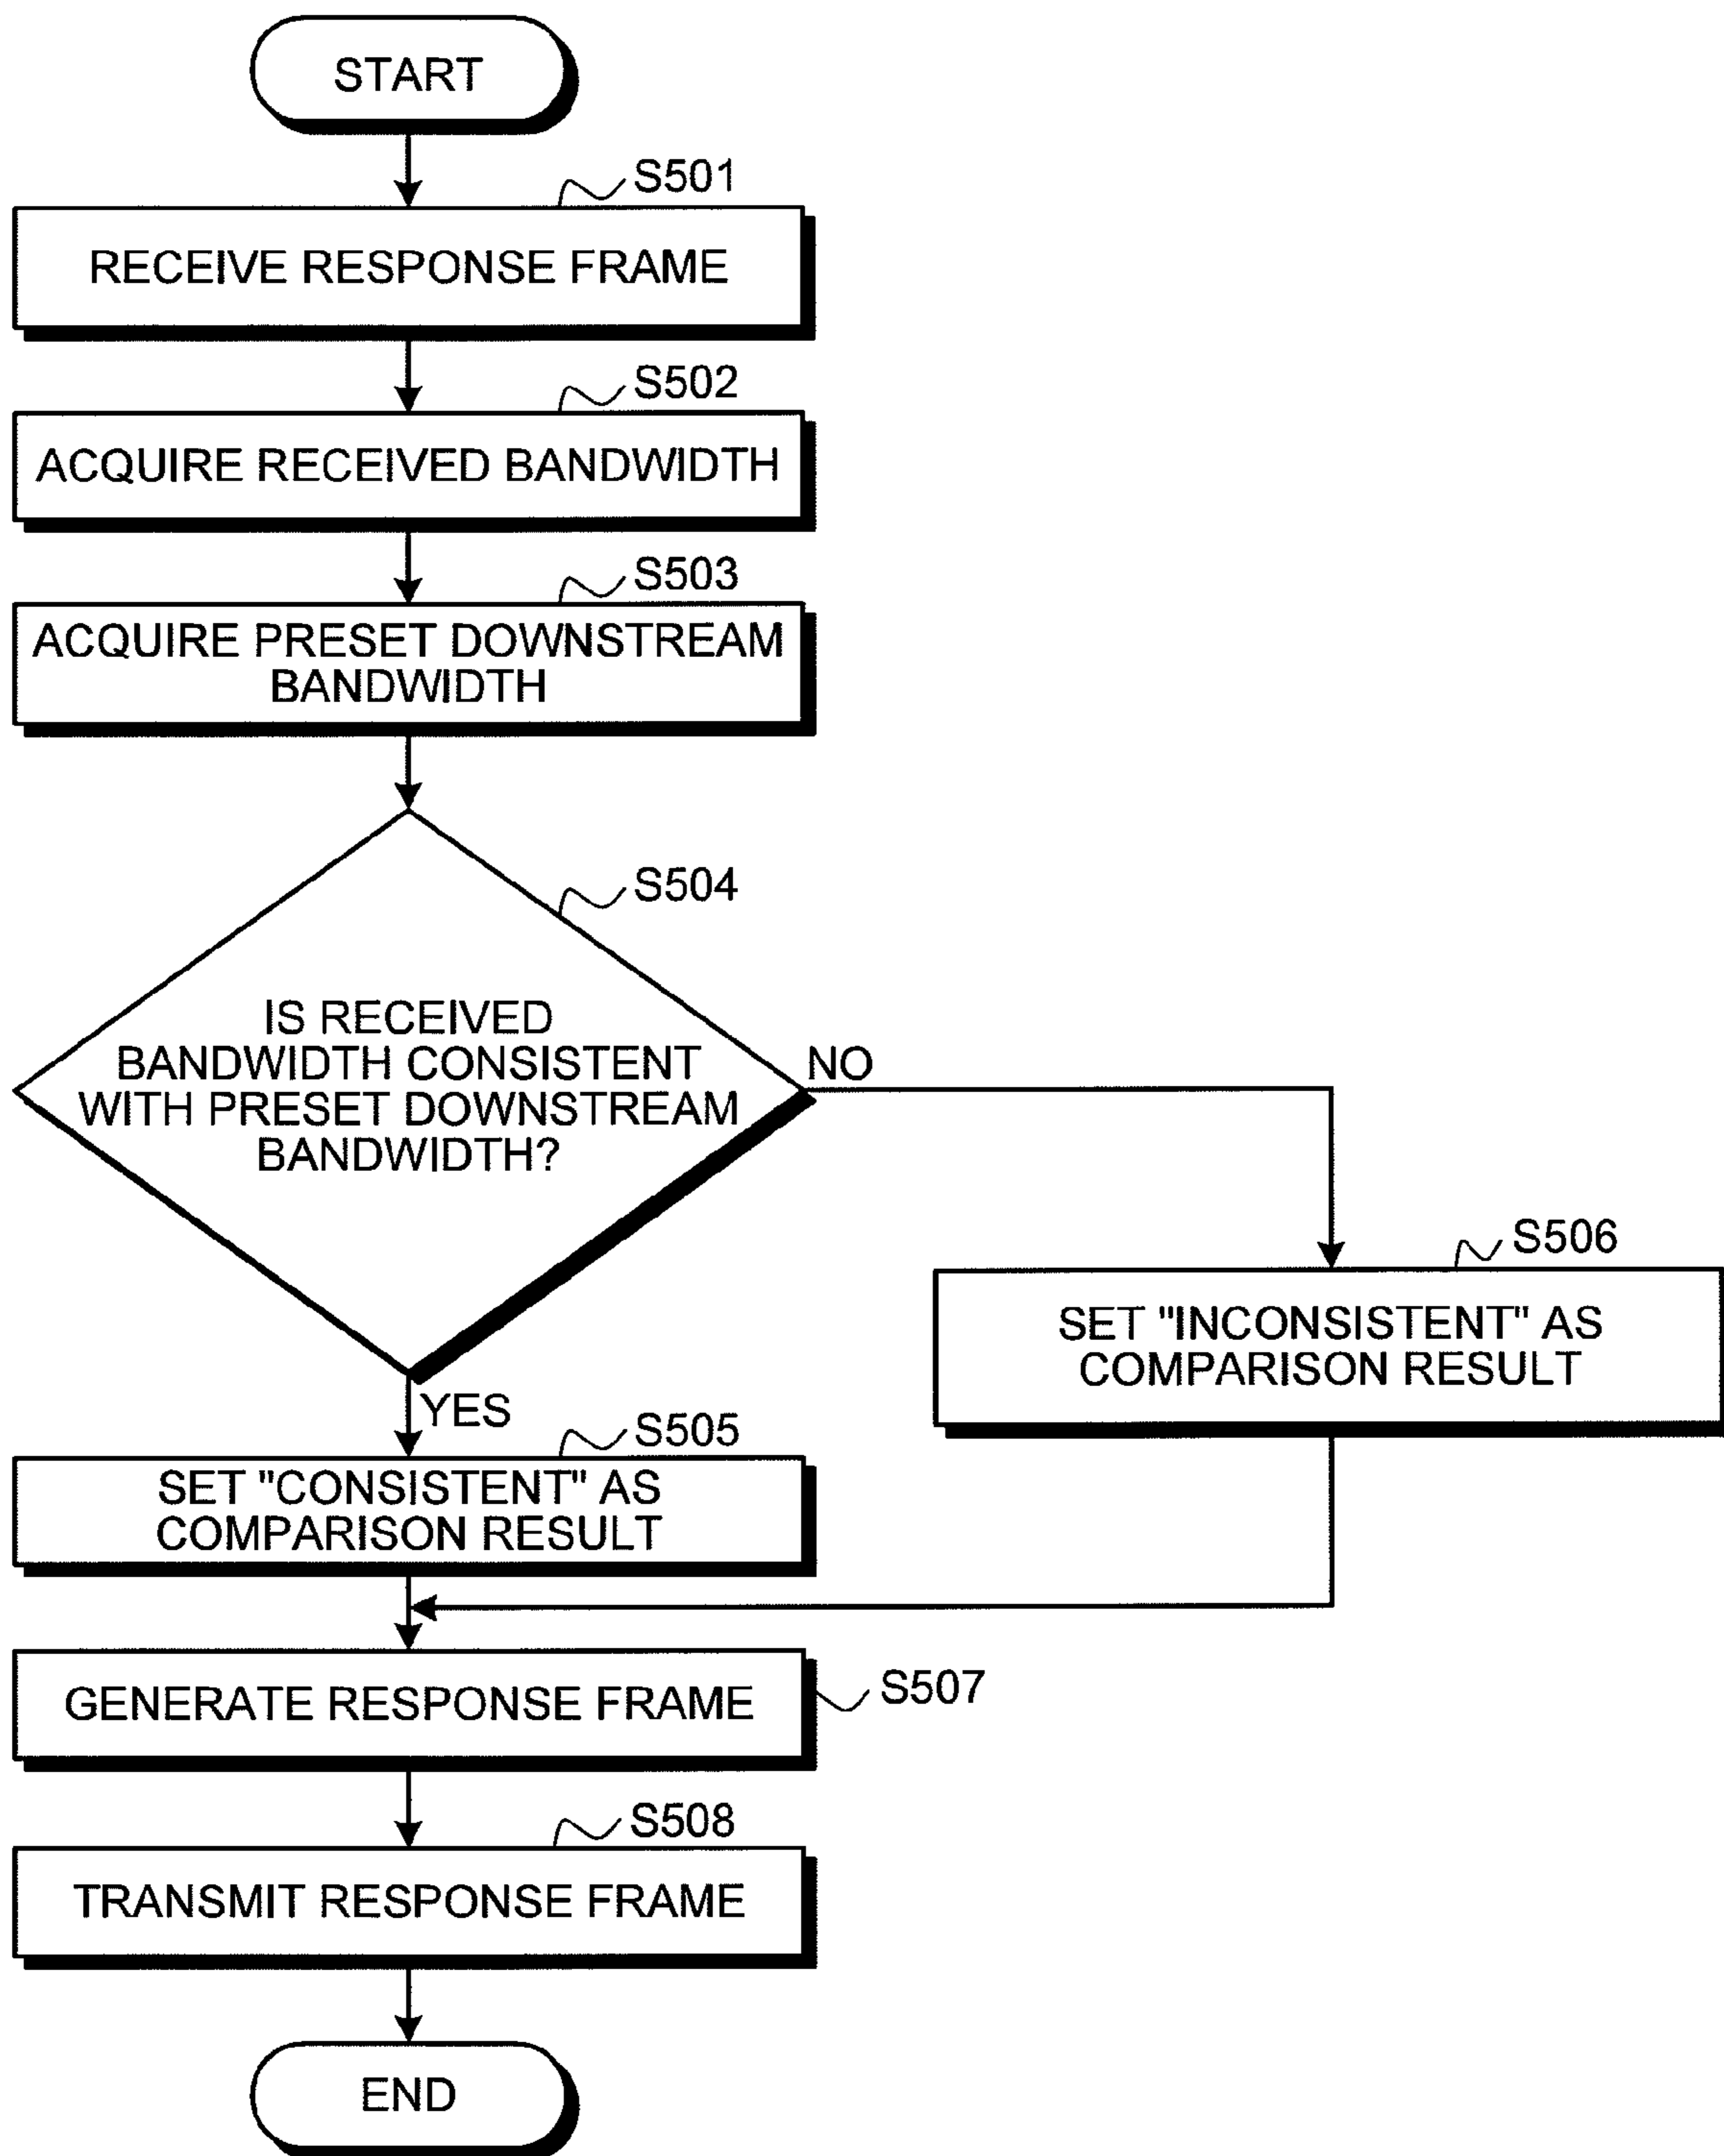 START
S501
RECEIVE RESPONSE FRAME
S502
ACQUIRE RECEIVED BANDWIDTH
S503
ACQUIRE PRESET DOWNSTREAM
BANDWIDTH
S504
IS RECEIVED
BANDWIDTH CONSISTENT
WITH PRESET DOWNSTREAM
BANDWIDTH?
NO
S506
SET "INCONSISTENT" AS
COMPARISON RESULT
YES
S505
SET "CONSISTENT" AS
COMPARISON RESULT
GENERATE RESPONSE FRAME
S507
S508
TRANSMIT RESPONSE FRAME
END